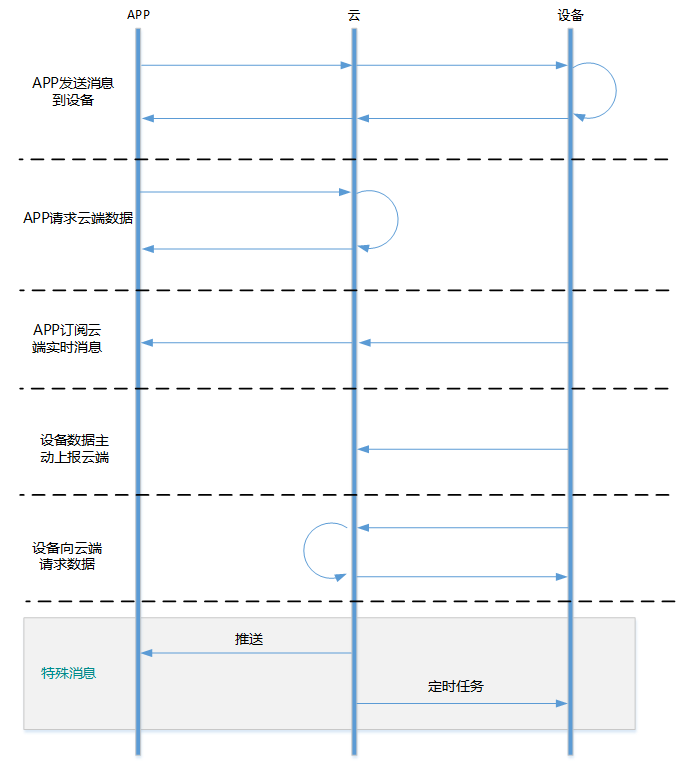 APP
云
设备
APP发送消息
到设备
APP请求云端数据
APP订阅云
端实时消息
设备数据主
动上报云端
设备向云端
请求数据
推送
特殊消息
定时任务